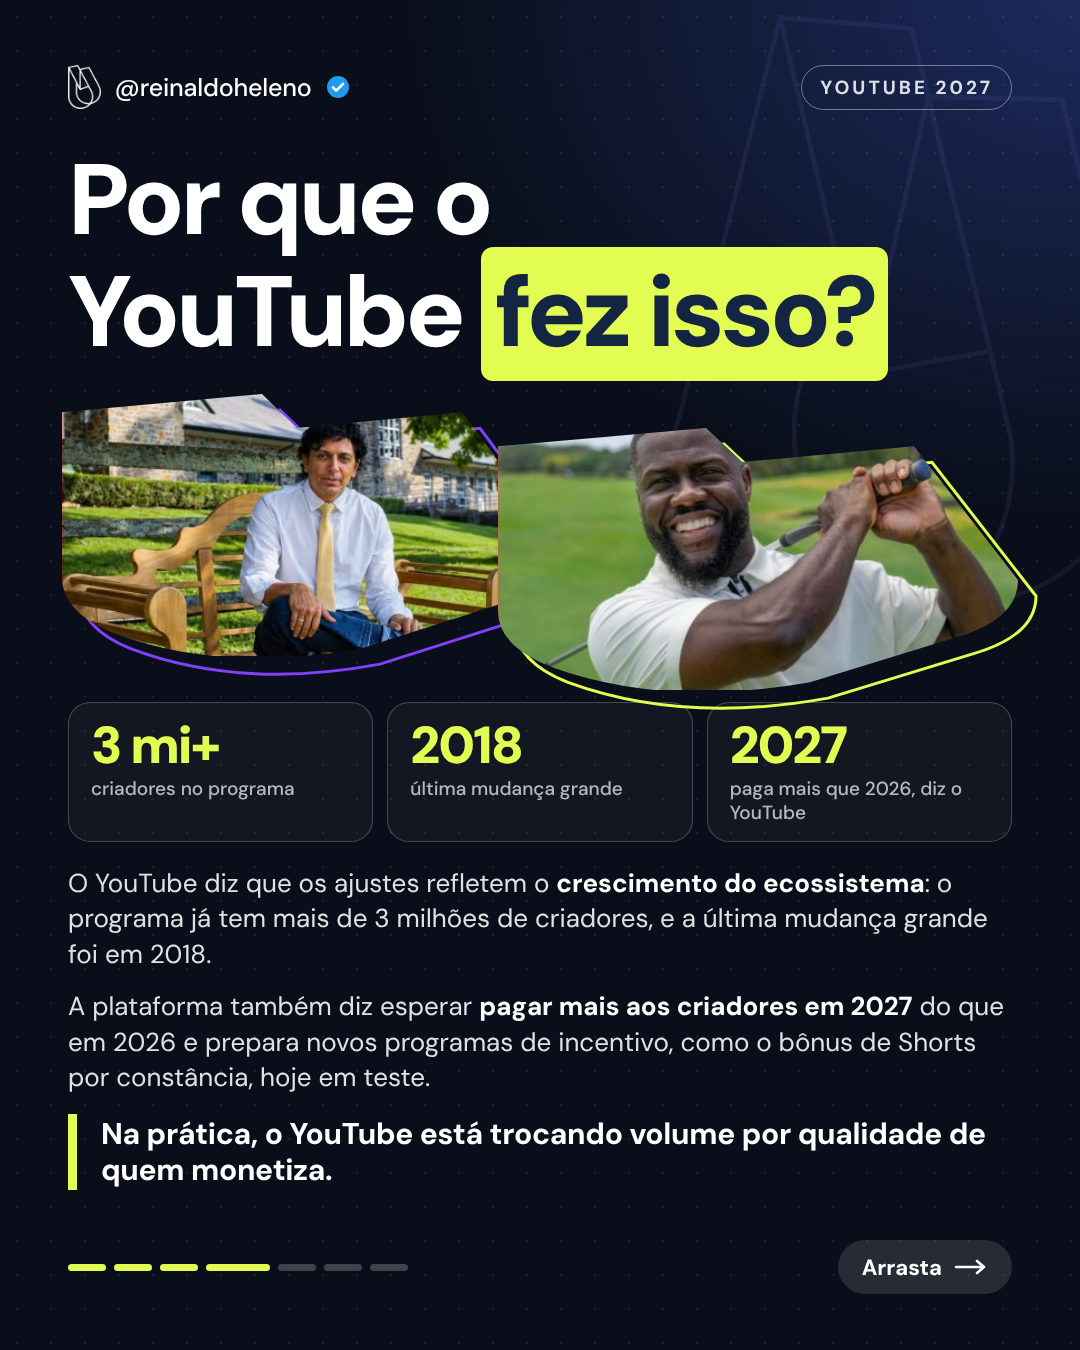 @reinaldoheleno
YOUTUBE 2027
Por que o
YouTube fez isso?
3 mi+
criadores no programa
2018
última mudança grande
2027
paga mais que 2026, diz o
YouTube
O YouTube diz que os ajustes refletem o crescimento do ecossistema: o
programa já tem mais de 3 milhões de criadores, e a última mudança grande
foi em 2018.
A plataforma também diz esperar pagar mais aos criadores em 2027 do que
em 2026 e prepara novos programas de incentivo, como o bônus de Shorts
por constância, hoje em teste.
Na prática, o YouTube está trocando volume por qualidade de
quem monetiza.
Arrasta